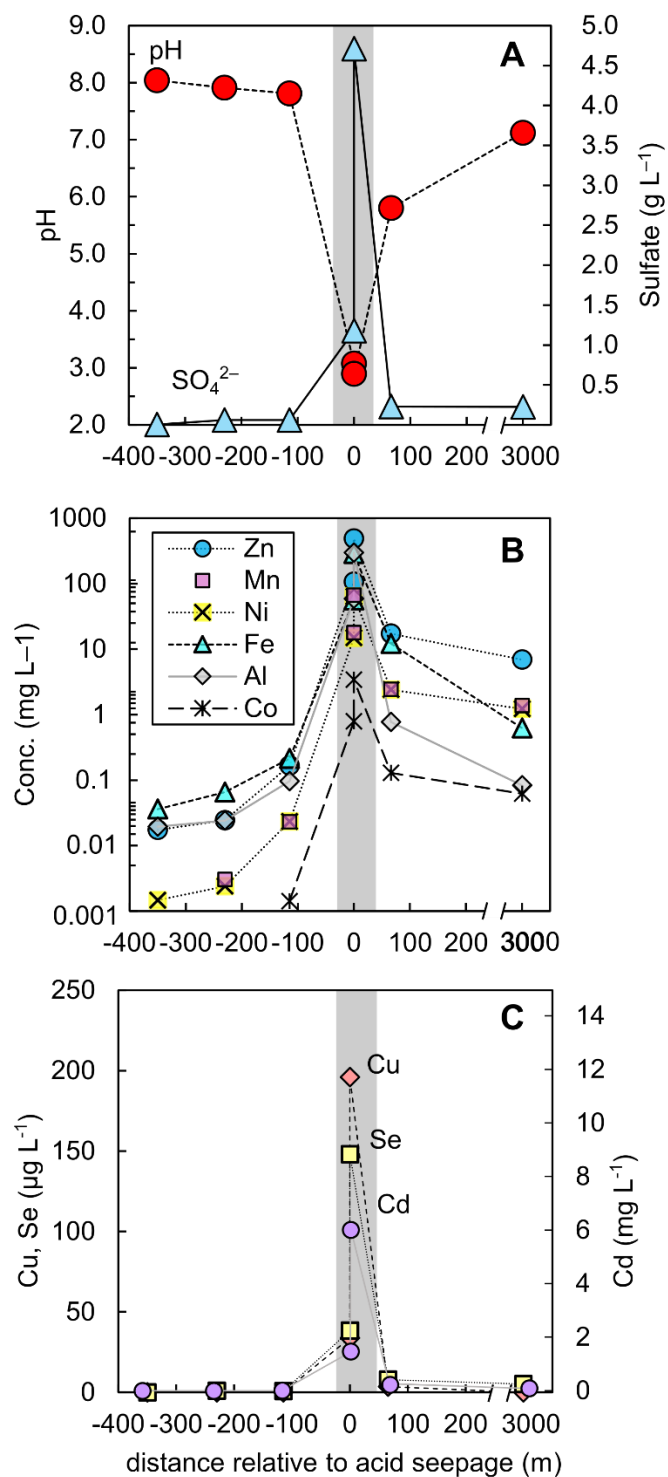 pH
A
9.0
8.0
7.0
6.0
5.0
4.0
3.0
2.0
pH
5.0
4.5
4.0
3.5
3.0
2.5
2.0
1.5
1.0
0.5
Sulfate (g L⁻¹)
SO₄²⁻
-400 -300 -200 -100 0 100 200 3000
B
1000
100
10
1
0.1
0.01
0.001
Conc. (mg L–1)
Zn
Mn
Ni
Fe
Al
Co
-400 -300 -200 -100 0 100 200
C
250
200
150
100
50
0
Cu, Se (µg L⁻¹)
14
12
10
8
6
4
2
0
Cd (mg L⁻¹)
Cu
Se
Cd
-400 -300 -200 -100 0 100 200 3000
distance relative to acid seepage (m)